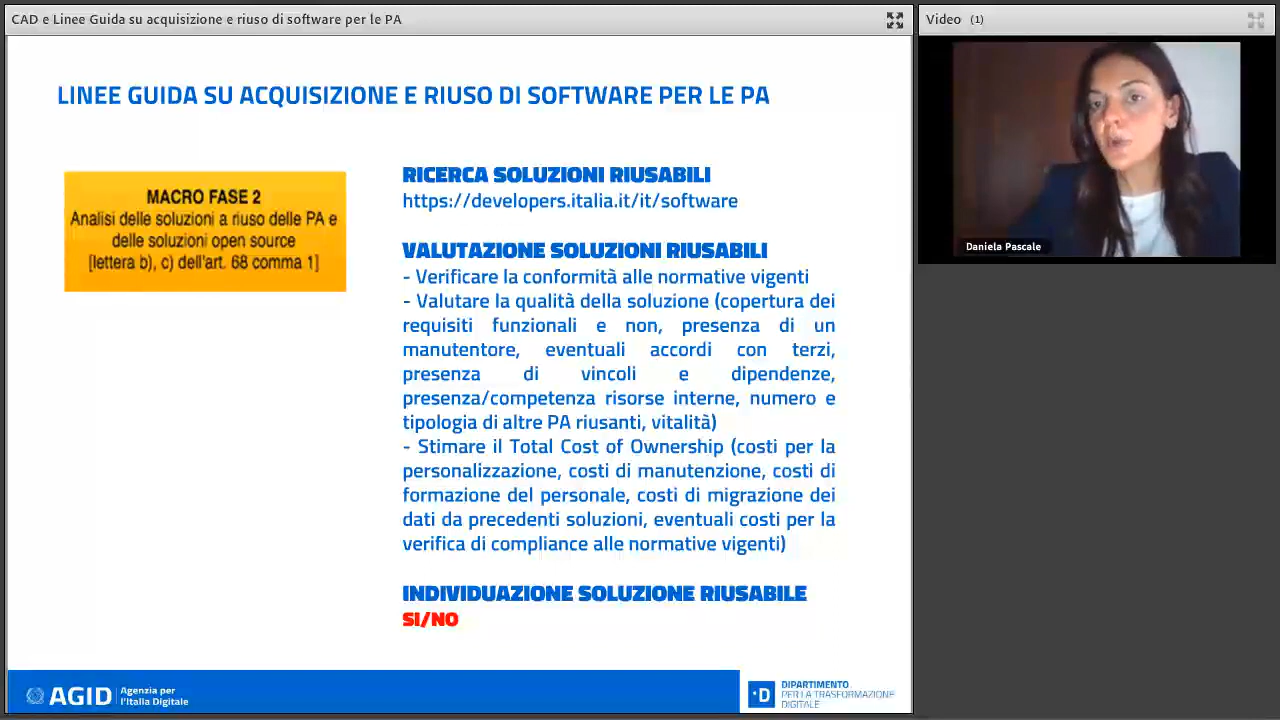 CAD e Linee Guida su acquisizione e riuso di software per le PA
Video (1)
LINEE GUIDA SU ACQUISIZIONE E RIUSO DI SOFTWARE PER LE PA
MACRO FASE 2
Analisi delle soluzioni a riuso delle PA e
delle soluzioni open source
[lettera b), c) dell'art. 68 comma 1]
RICERCA SOLUZIONI RIUSABILI
https://developers.italia.it/it/software
VALUTAZIONE SOLUZIONI RIUSABILI
- Verificare la conformità alle normative vigenti
- Valutare la qualità della soluzione (copertura dei
requisiti funzionali e non, presenza di un
manutentore, eventuali accordi con terzi,
presenza di vincoli e dipendenze,
presenza/competenza risorse interne, numero e
tipologia di altre PA riusanti, vitalità)
- Stimare il Total Cost of Ownership (costi per la
personalizzazione, costi di manutenzione, costi di
formazione del personale, costi di migrazione dei
dati da precedenti soluzioni, eventuali costi per la
verifica di compliance alle normative vigenti)
INDIVIDUAZIONE SOLUZIONE RIUSABILE
SI/NO
Daniela Pascale
AGID
Agenzia per
l'Italia Digitale
D
DIPARTIMENTO
PER LA TRASFORMAZIONE
DIGITALE